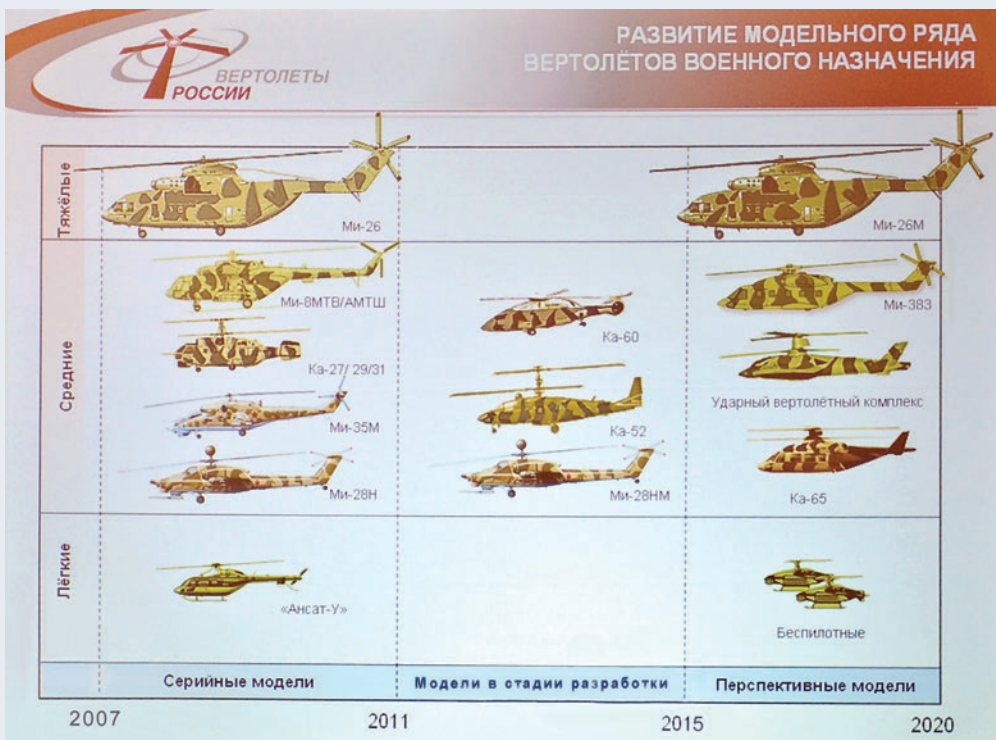 РАЗВИТИЕ МОДЕЛЬНОГО РЯДА
ВЕРТОЛЁТОВ ВОЕННОГО НАЗНАЧЕНИЯ
ВЕРТОЛЕТЫ
РОССИИ
Тяжёлые
Ми-26
Ми-26М
Средние
Ми-8МТВ/АМТШ
Ка-27/ 29/31
Ми-35М
Ми-28Н
Ка-60
Ка-52
Ми-28НМ
Ми-383
Ударный вертолётный комплекс
Ка-65
Лёгкие
«Ансат-У»
Беспилотные
Серийные модели
Модели в стадии разработки
Перспективные модели
2007
2011
2015
2020